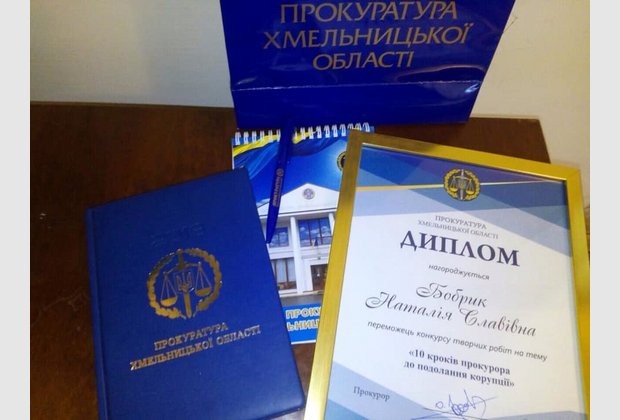 ПРОКУРАТУРА
ХМЕЛЬНИЦЬКОЇ
ОБЛАСТІ
ПРОКУРАТУРА
ХМЕЛЬНИЦЬКОЇ ОБЛАСТІ
ПРОКУРАТУРА
ХМЕЛЬНИЦЬКОЇ ОБЛАСТІ
ДИПЛОМ
нагороджується
Бобрик
Наталія Славівна
переможець конкурсу творчих робіт на тему
«10 кроків прокурора
до подолання корупції»
Прокурор